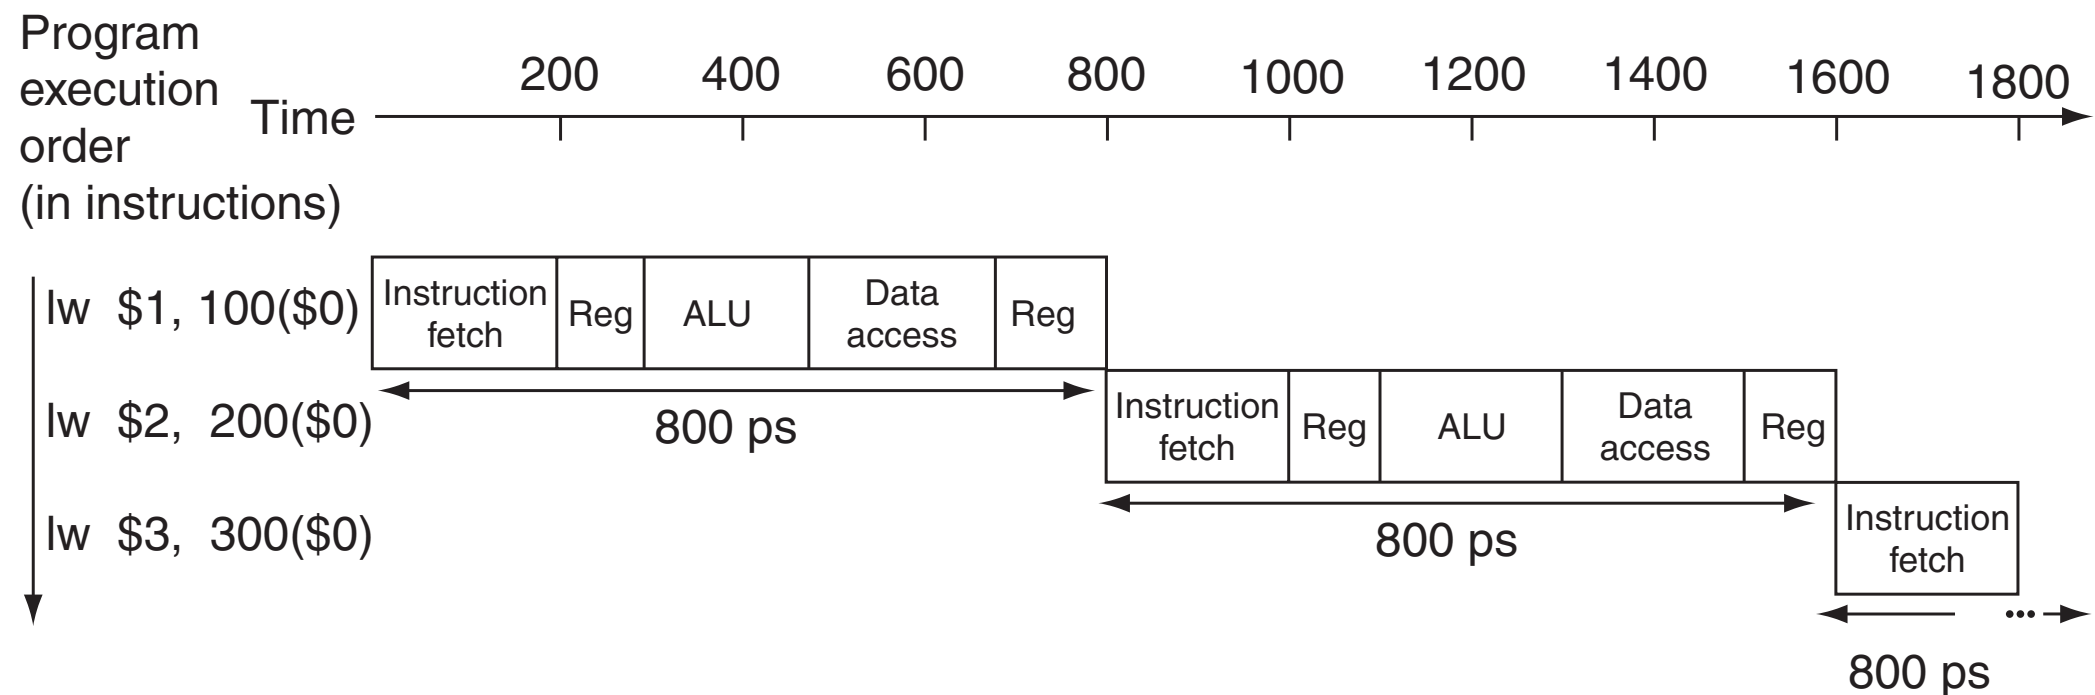 Program
execution
order
(in instructions)
Time
200 400 600 800 1000 1200 1400 1600 1800
lw $1, 100($0)
Instruction
fetch
Reg
ALU
Data
access
Reg
800 ps
lw $2, 200($0)
Instruction
fetch
Reg
ALU
Data
access
Reg
800 ps
lw $3, 300($0)
Instruction
fetch
...
800 ps